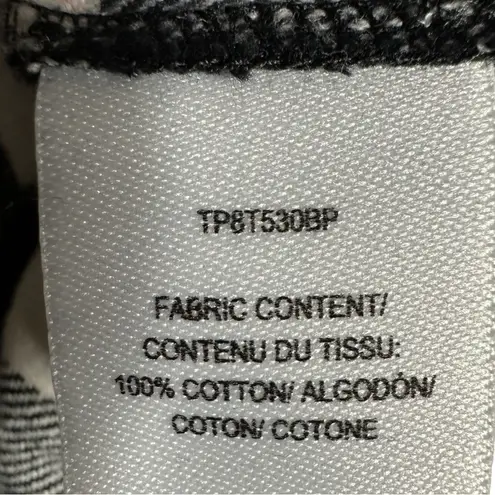 TP8T530BP
FABRIC CONTENT/
CONTENU DU TISSU:
100% COTTON/ ALGODÓN/
COTON/ COTONE